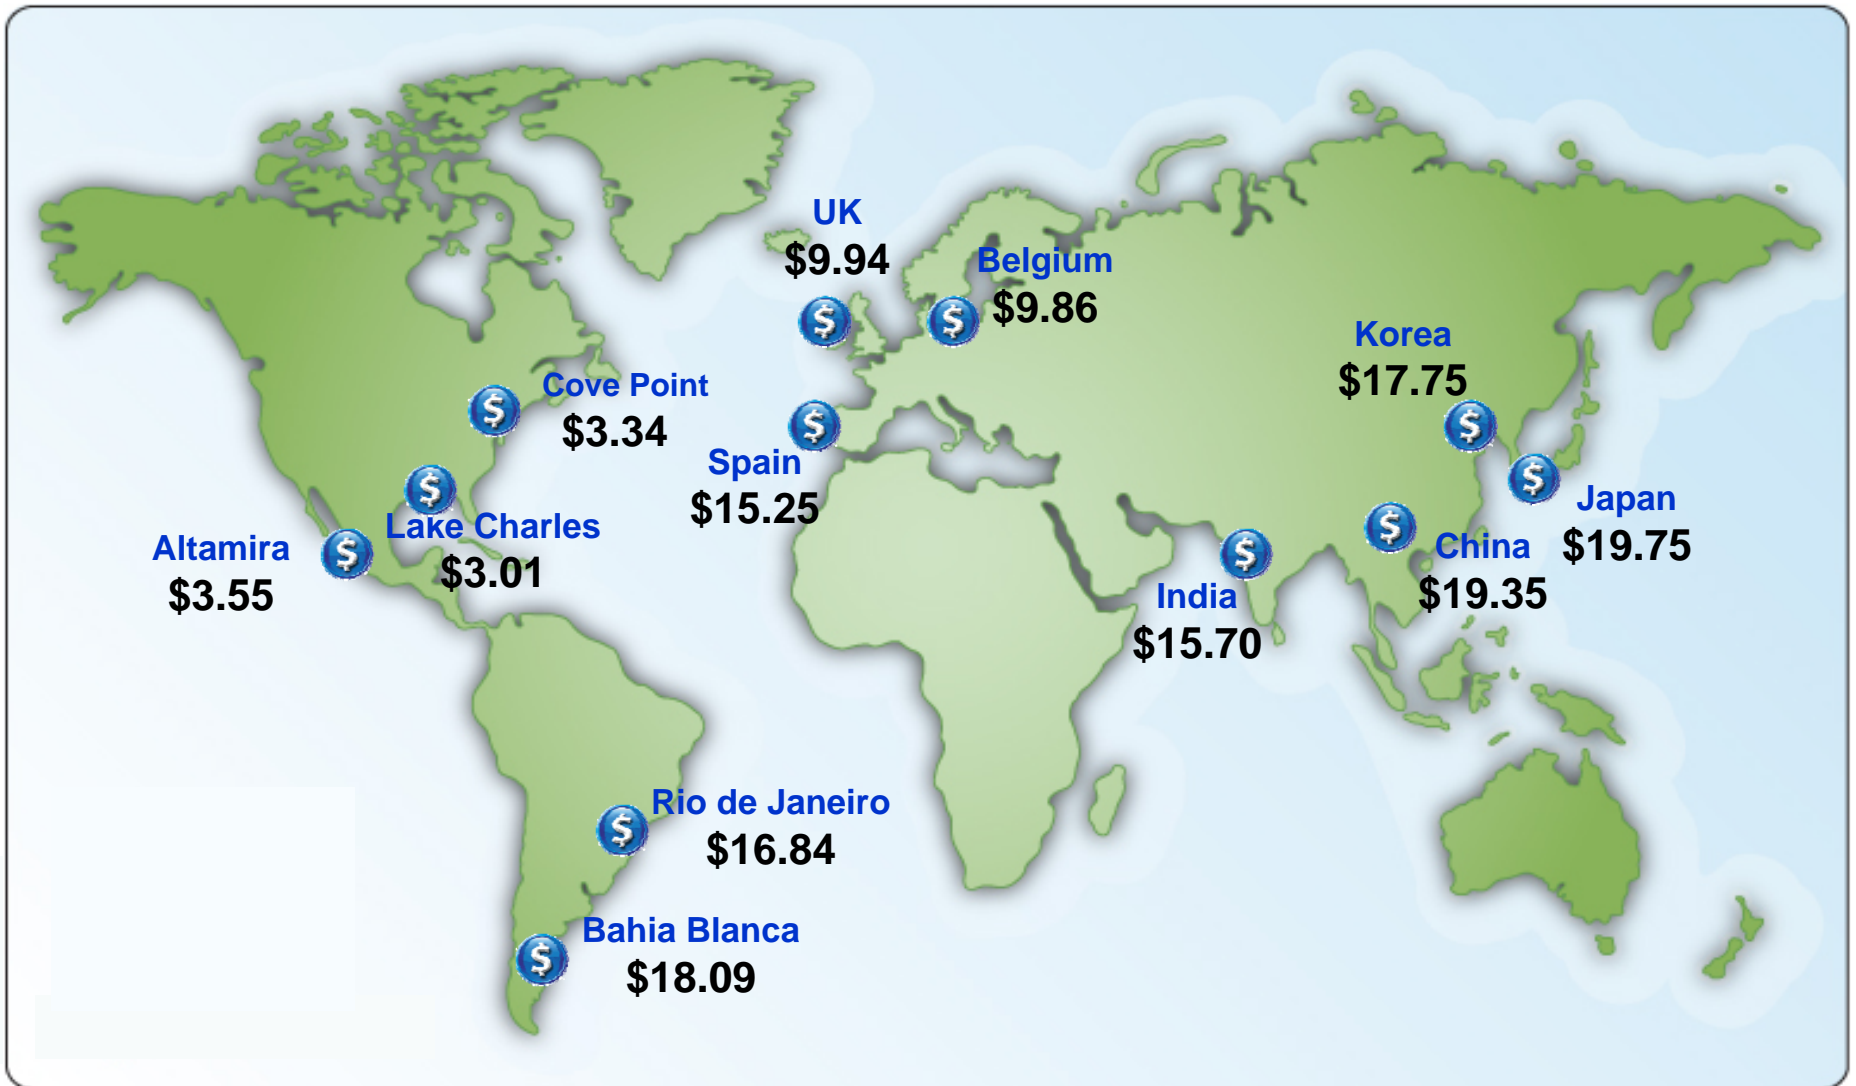 UK
$9.94
Belgium
$9.86
Korea
$17.75
Cove Point
$3.34
Spain
$15.25
Japan
$19.75
Lake Charles
$3.01
Altamira
$3.55
China
$19.35
India
$15.70
Rio de Janeiro
$16.84
Bahia Blanca
$18.09